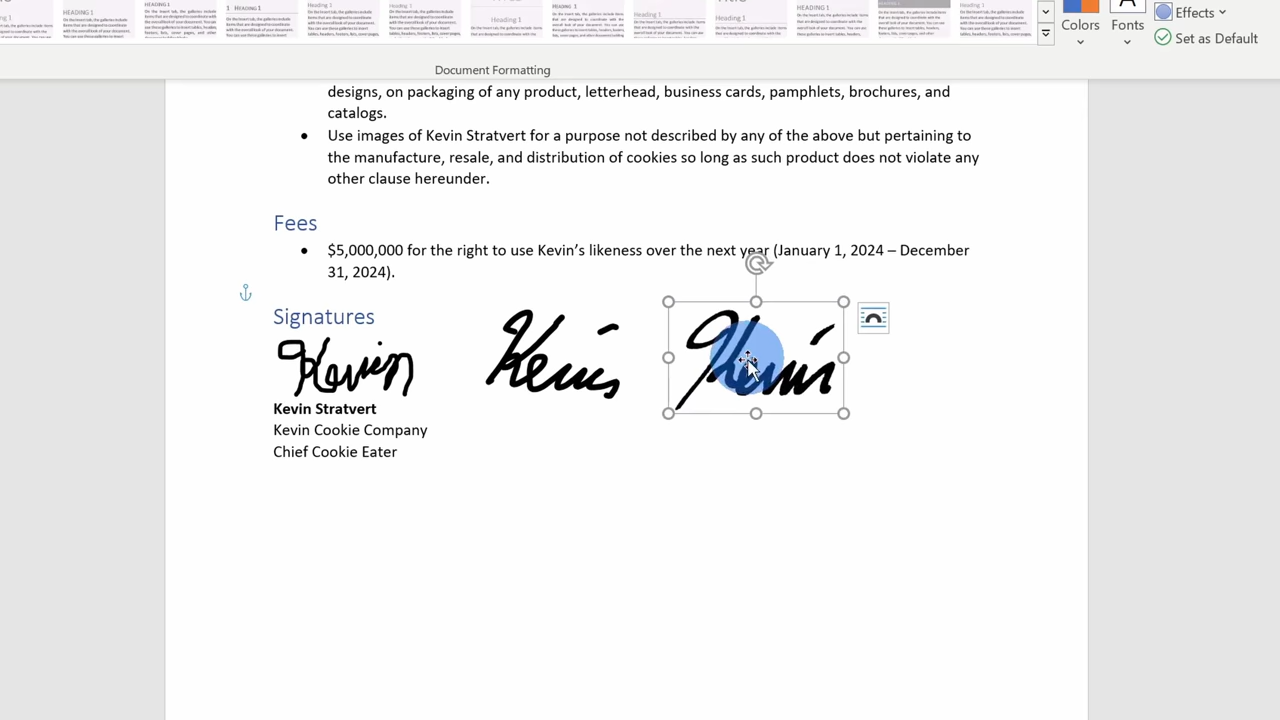 Document Formatting
Set as Default
designs, on packaging of any product, letterhead, business cards, pamphlets, brochures, and
catalogs.
• Use images of Kevin Stratvert for a purpose not described by any of the above but pertaining to
the manufacture, resale, and distribution of cookies so long as such product does not violate any
other clause hereunder.
Fees
• $5,000,000 for the right to use Kevin’s likeness over the next year (January 1, 2024 – December
31, 2024).
Signatures
Kevin Kevin Kevin
Kevin Stratvert
Kevin Cookie Company
Chief Cookie Eater